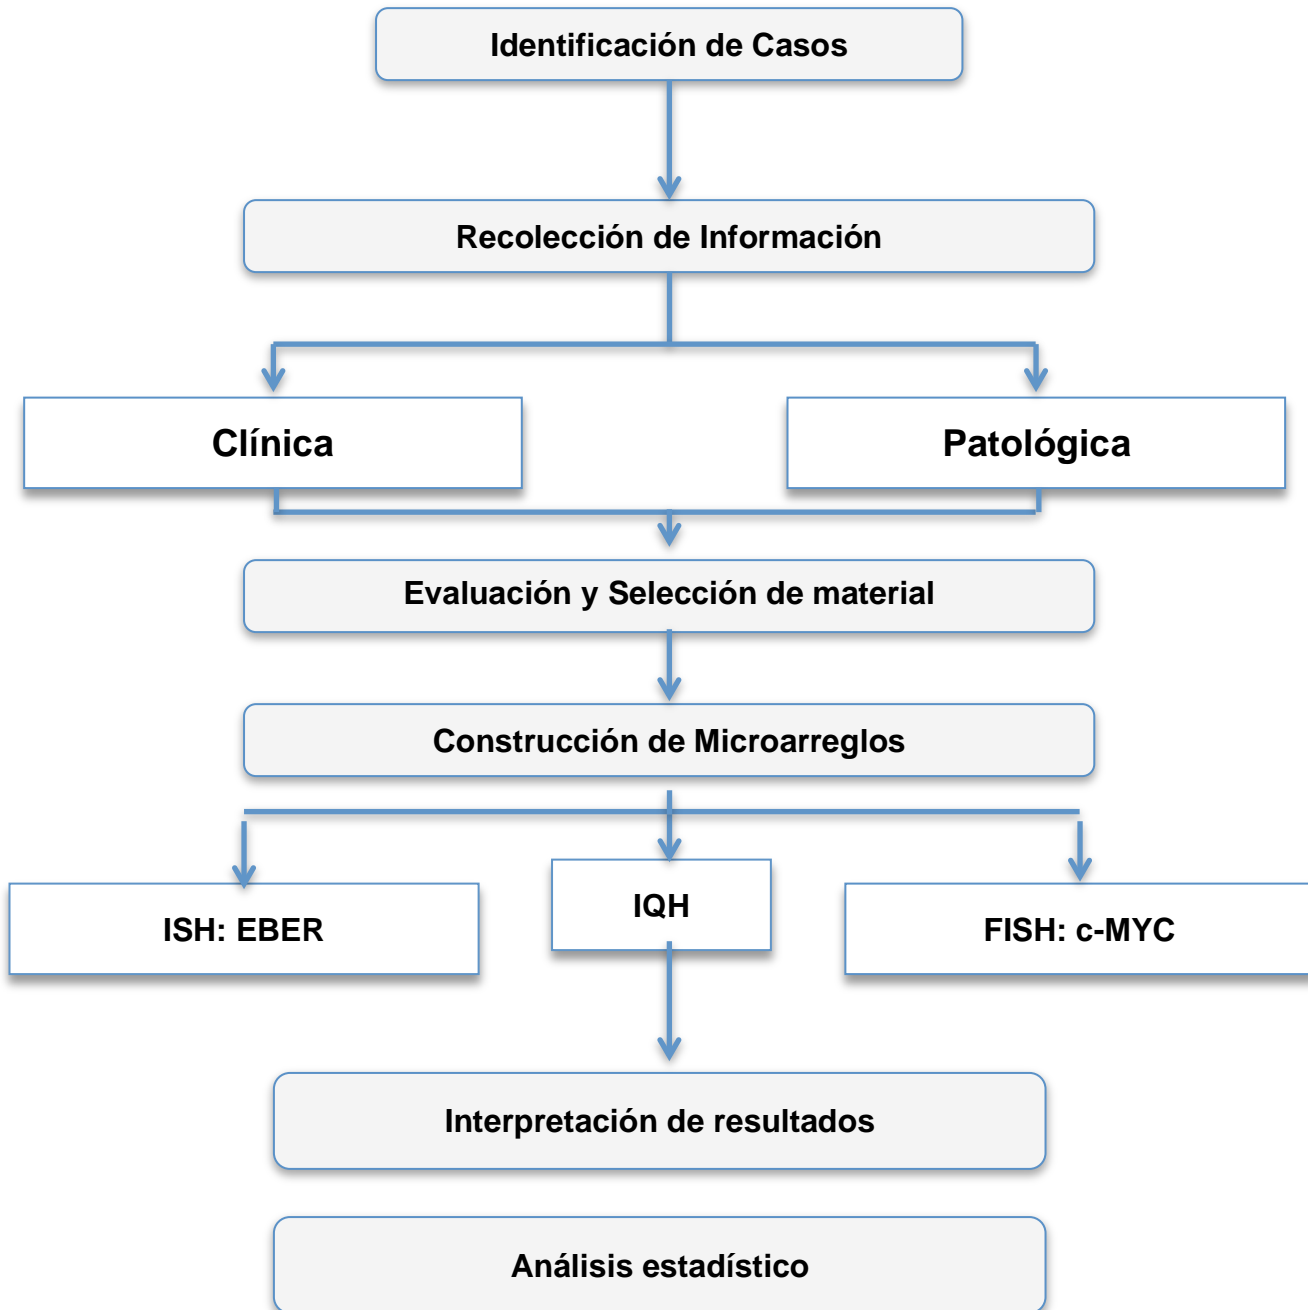 Identificación de Casos
Recolección de Información
Clínica
Patológica
Evaluación y Selección de material
Construcción de Microarreglos
ISH: EBER
IQH
FISH: c-MYC
Interpretación de resultados
Análisis estadístico